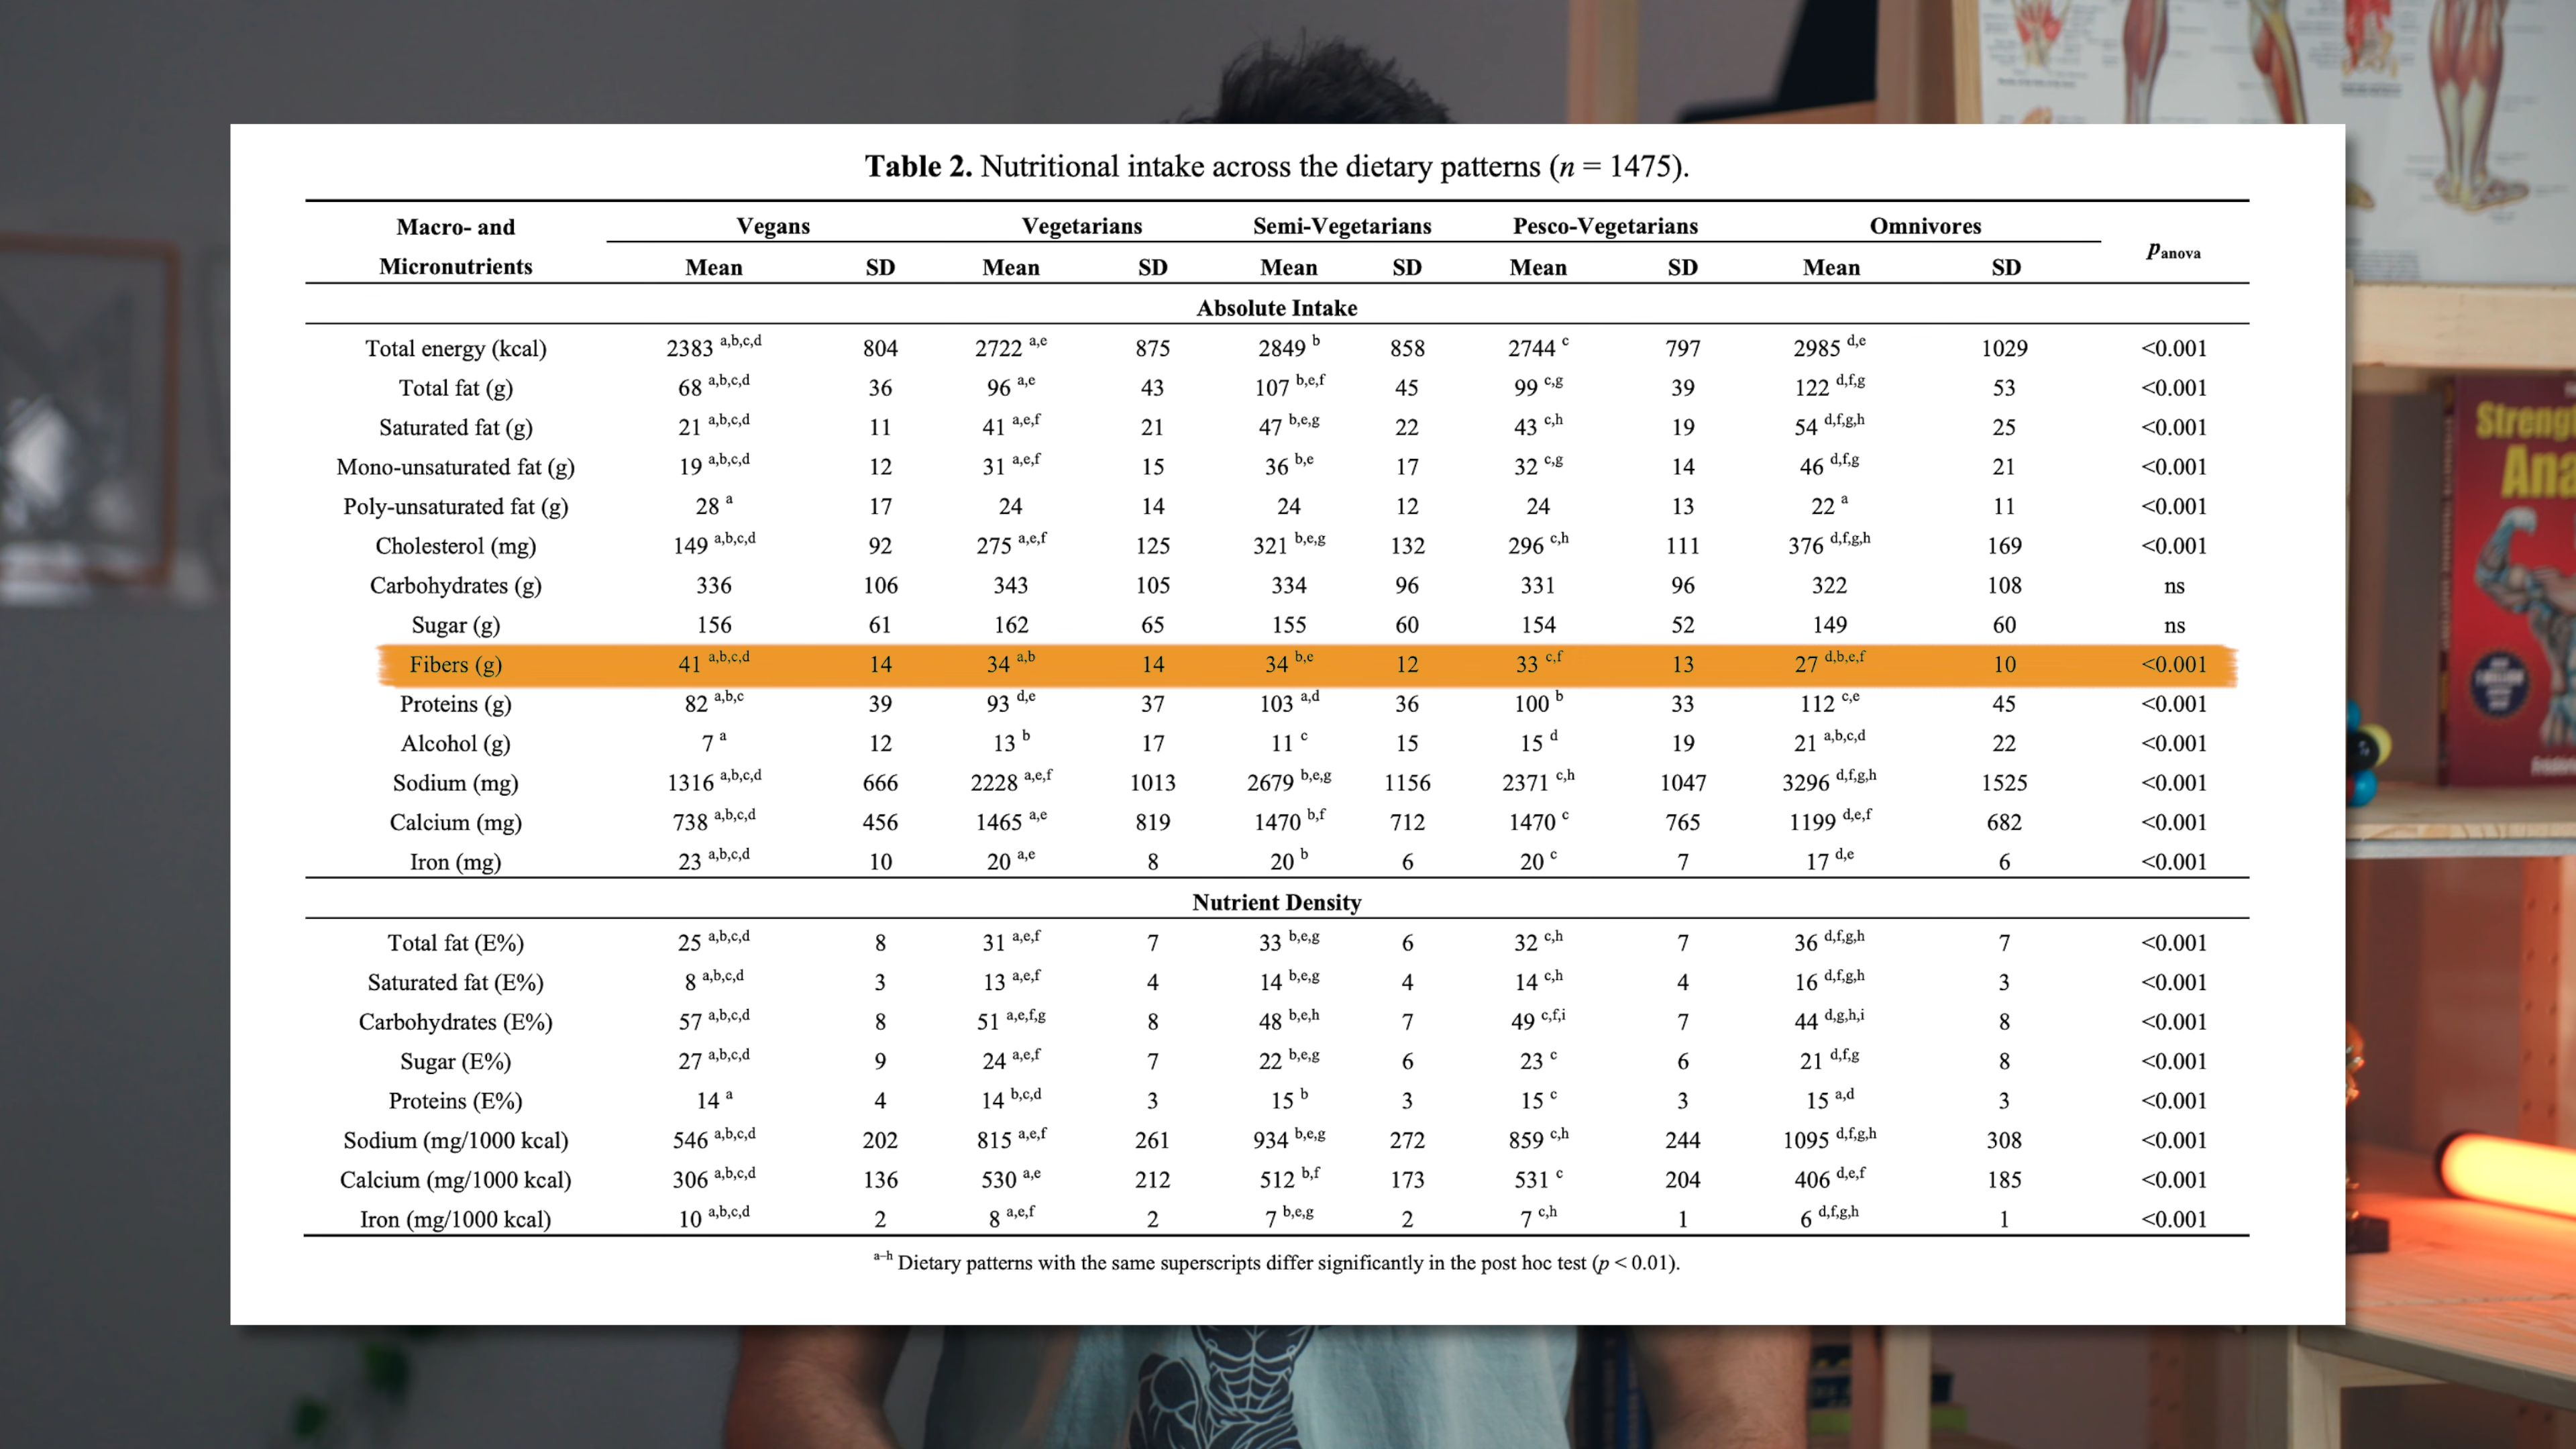 Table 2. Nutritional intake across the dietary patterns (n = 1475).
Macro- and Micronutrients Vegans Vegetarians Semi-Vegetarians Pesco-Vegetarians Omnivores Panova
Mean SD Mean SD Mean SD Mean SD Mean SD
Absolute Intake
Total energy (kcal) 2383 a,b,c,d 804 2722 a,e 875 2849 b 858 2744 c 797 2985 d,e 1029 <0.001
Total fat (g) 68 a,b,c,d 36 96 a,e 43 107 b,e,f 45 99 c,g 39 122 d,f,g 53 <0.001
Saturated fat (g) 21 a,b,c,d 11 41 a,e,f 21 47 b,e,g 22 43 c,h 19 54 d,f,g,h 25 <0.001
Mono-unsaturated fat (g) 19 a,b,c,d 12 31 a,e,f 15 36 b,e 17 32 c,g 14 46 d,f,g 21 <0.001
Poly-unsaturated fat (g) 28 a 17 24 14 24 12 24 13 22 a 11 <0.001
Cholesterol (mg) 149 a,b,c,d 92 275 a,e,f 125 321 b,e,g 132 296 c,h 111 376 d,f,g,h 169 <0.001
Carbohydrates (g) 336 106 343 105 334 96 331 96 322 108 ns
Sugar (g) 156 61 162 65 155 60 154 52 149 60 ns
Fibers (g) 41 a,b,c,d 14 34 a,b 14 34 b,e 12 33 c,f 13 27 d,b,e,f 10 <0.001
Proteins (g) 82 a,b,c 39 93 d,e 37 103 a,d 36 100 b 33 112 c,e 45 <0.001
Alcohol (g) 7 a 12 13 b 17 11 c 15 15 d 19 21 a,b,c,d 22 <0.001
Sodium (mg) 1316 a,b,c,d 666 2228 a,e,f 1013 2679 b,e,g 1156 2371 c,h 1047 3296 d,f,g,h 1525 <0.001
Calcium (mg) 738 a,b,c,d 456 1465 a,e 819 1470 b,f 712 1470 c 765 1199 d,e,f 682 <0.001
Iron (mg) 23 a,b,c,d 10 20 a,e 8 20 b 6 20 c 7 17 d,e 6 <0.001
Nutrient Density
Total fat (E%) 25 a,b,c,d 8 31 a,e,f 7 33 b,e,g 6 32 c,h 7 36 d,f,g,h 7 <0.001
Saturated fat (E%) 8 a,b,c,d 3 13 a,e,f 4 14 b,e,g 4 14 c,h 4 16 d,f,g,h 3 <0.001
Carbohydrates (E%) 57 a,b,c,d 8 51 a,e,f,g 8 48 b,e,h 7 49 c,f,i 7 44 d,g,h,i 8 <0.001
Sugar (E%) 27 a,b,c,d 9 24 a,e,f 7 22 b,e,g 6 23 c 6 21 d,f,g 8 <0.001
Proteins (E%) 14 a 4 14 b,c,d 3 15 b 3 15 c 3 15 a,d 3 <0.001
Sodium (mg/1000 kcal) 546 a,b,c,d 202 815 a,e,f 261 934 b,e,g 272 859 c,h 244 1095 d,f,g,h 308 <0.001
Calcium (mg/1000 kcal) 306 a,b,c,d 136 530 a,e 212 512 b,f 173 531 c 204 406 d,e,f 185 <0.001
Iron (mg/1000 kcal) 10 a,b,c,d 2 8 a,e,f 2 7 b,e,g 2 7 c,h 1 6 d,f,g,h 1 <0.001
a–h Dietary patterns with the same superscripts differ significantly in the post hoc test (p < 0.01).
Streng
Ana